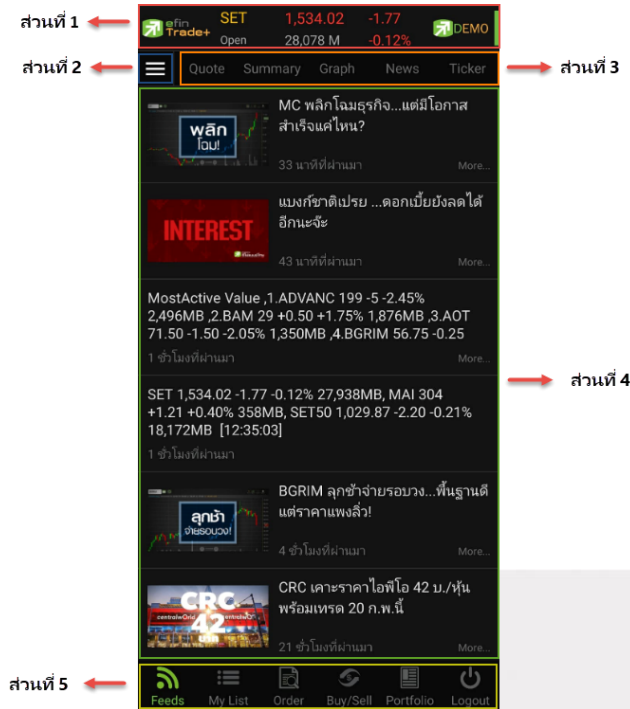 ส่วนที่ 1
efin
Trade+
SET 1,534.02 -1.77
Open 28,078 M -0.12%
DEMO
ส่วนที่ 2
Quote Summary Graph News Ticker
ส่วนที่ 3
พลิก
โฉม!
MC พลิกโฉมธุรกิจ...แต่มีโอกาส
สำเร็จแค่ไหน?
33 นาทีที่ผ่านมา More...
INTEREST
แบงก์ชาติเปรย ...ดอกเบี้ยยังลดได้
อีกนะจ๊ะ
43 นาทีที่ผ่านมา More...
MostActive Value ,1.ADVANC 199 -5 -2.45%
2,496MB ,2.BAM 29 +0.50 +1.75% 1,876MB ,3.AOT
71.50 -1.50 -2.05% 1,350MB ,4.BGRIM 56.75 -0.25
1 ชั่วโมงที่ผ่านมา More...
ส่วนที่ 4
SET 1,534.02 -1.77 -0.12% 27,938MB, MAI 304
+1.21 +0.40% 358MB, SET50 1,029.87 -2.20 -0.21%
18,172MB [12:35:03]
1 ชั่วโมงที่ผ่านมา
ลูกช้ำ
จ่ายรอบวง!
BGRIM ลุกช้าจ่ายรอบวง...พื้นฐานดี
แต่ราคาแพงลิ่ว!
4 ชั่วโมงที่ผ่านมา More...
CRC
42
บาท
centralwOrld
CRC เคาะราคาไอพีโอ 42 บ./หุ้น
พร้อมเทรด 20 ก.พ.นี้
21 ชั่วโมงที่ผ่านมา More...
ส่วนที่ 5
Feeds My List Order Buy/Sell Portfolio Logout